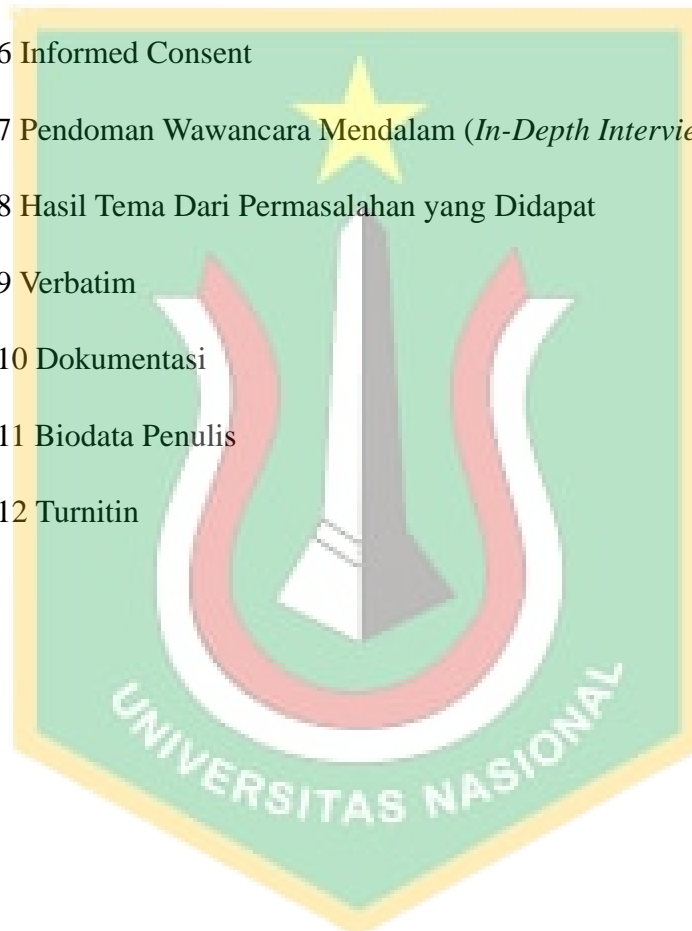 6 Informed Consent
7 Pendoman Wawancara Mendalam (In-Depth Intervie
8 Hasil Tema Dari Permasalahan yang Didapat
9 Verbatim
10 Dokumentasi
11 Biodata Penulis
12 Turnitin
UNIVERSITAS NASIONAL